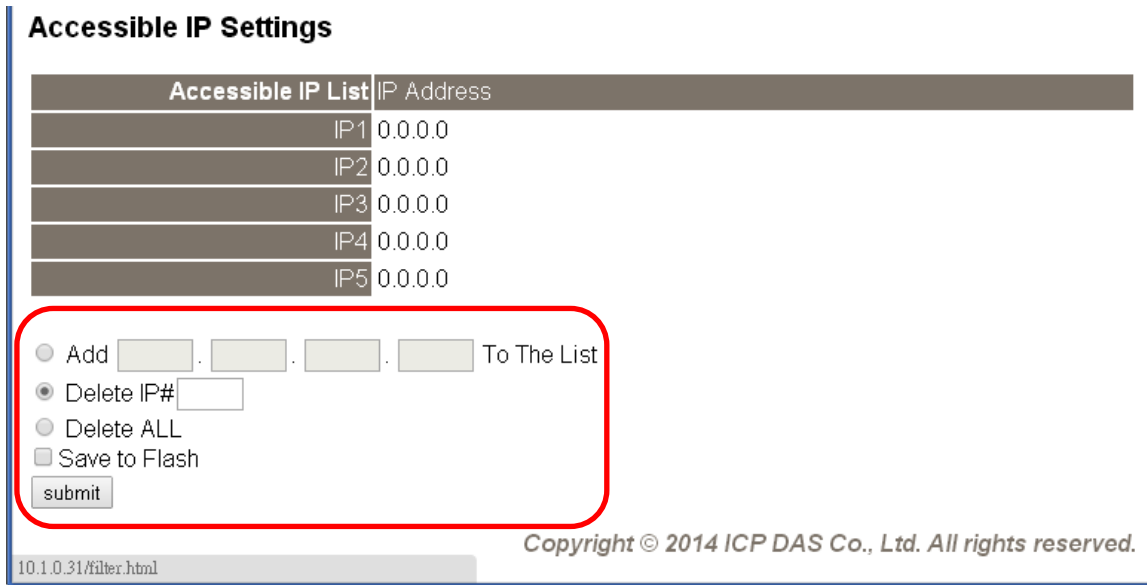 Accessible IP Settings
Accessible IP List IP Address
IP1 0.0.0.0
IP2 0.0.0.0
IP3 0.0.0.0
IP4 0.0.0.0
IP5 0.0.0.0
Add . . . To The List
Delete IP#
Delete ALL
Save to Flash
submit
Copyright © 2014 ICP DAS Co., Ltd. All rights reserved.
10.1.0.31/filter.html